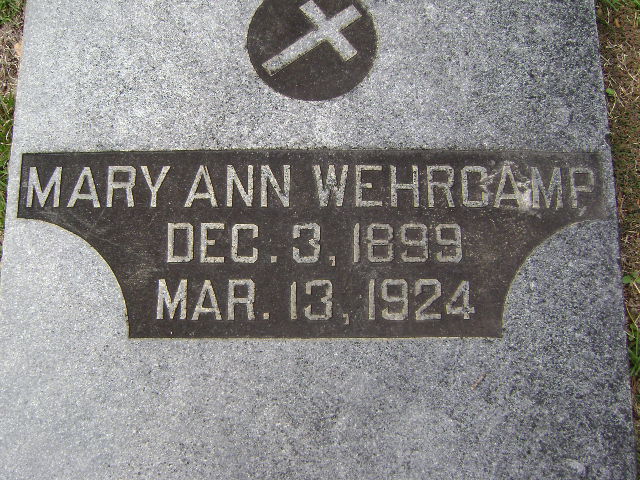 MARY ANN WEHRCAMP
DEC. 3, 1899
MAR. 13, 1924